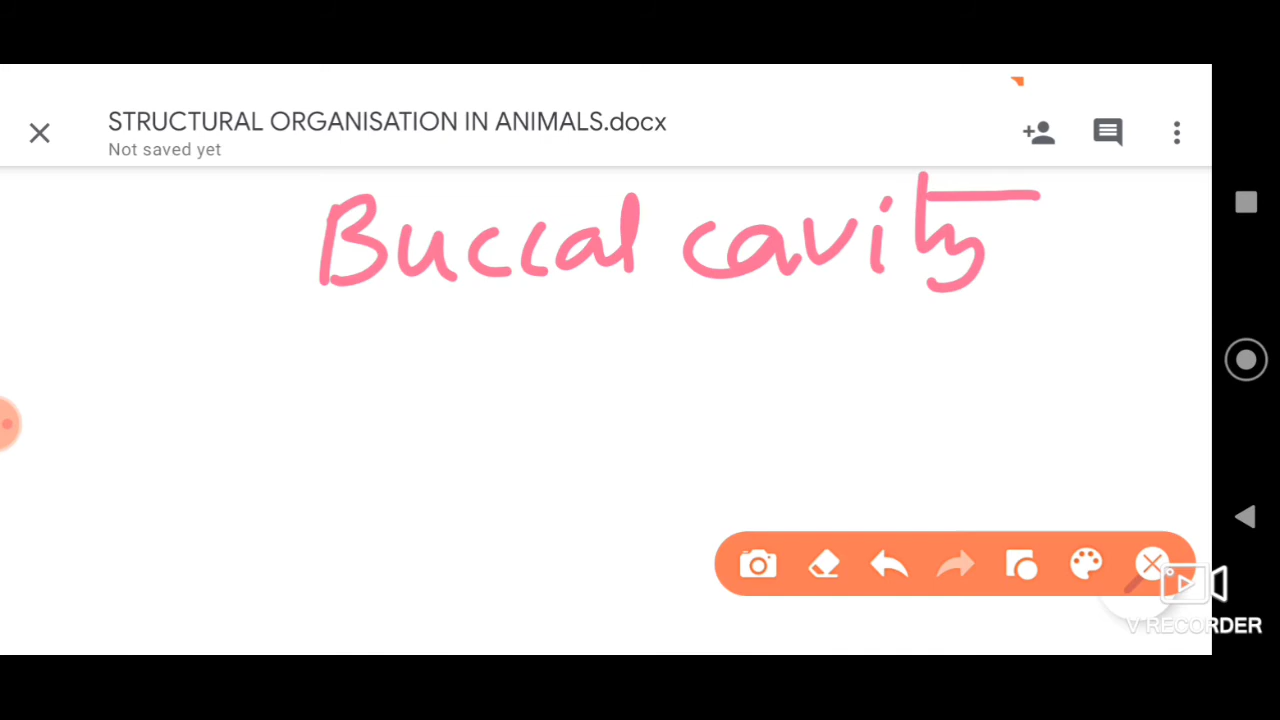 STRUCTURAL ORGANISATION IN ANIMALS.docx
Not saved yet
Buccal cavity
V RECORDER